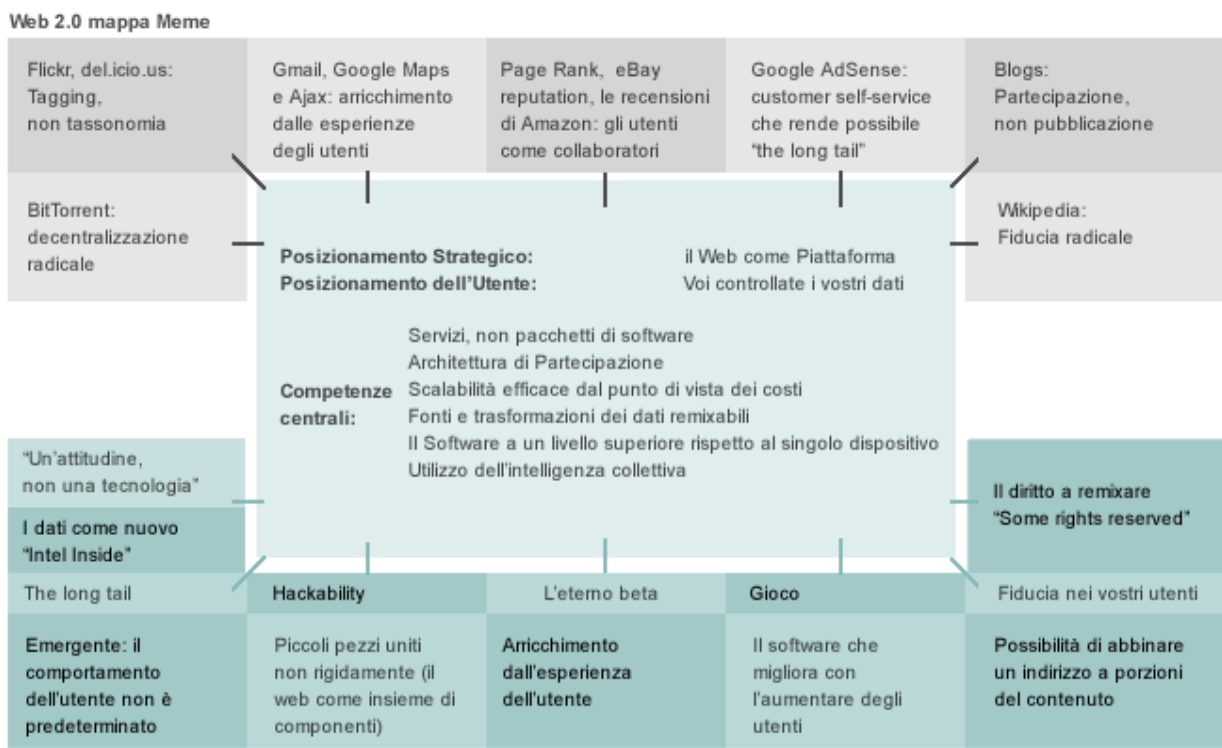 Web 2.0 mappa Meme
Flickr, del.icio.us:
Tagging,
non tassonomia
Gmail, Google Maps
e Ajax: arricchimento
dalle esperienze
degli utenti
Page Rank, eBay
reputation, le recensioni
di Amazon: gli utenti
come collaboratori
Google AdSense:
customer self-service
che rende possibile
“the long tail”
Blogs:
Partecipazione,
non pubblicazione
BitTorrent:
decentralizzazione
radicale
Wikipedia:
Fiducia radicale
Posizionamento Strategico: il Web come Piattaforma
Posizionamento dell'Utente: Voi controllate i vostri dati
Competenze
centrali:
Servizi, non pacchetti di software
Architettura di Partecipazione
Scalabilità efficace dal punto di vista dei costi
Fonti e trasformazioni dei dati remixabili
Il Software a un livello superiore rispetto al singolo dispositivo
Utilizzo dell'intelligenza collettiva
“Un'attitudine,
non una tecnologia”
I dati come nuovo
“Intel Inside”
Il diritto a remixare
“Some rights reserved”
The long tail
Hackability
L'eterno beta
Gioco
Fiducia nei vostri utenti
Emergente: il
comportamento
dell'utente non è
predeterminato
Piccoli pezzi uniti
non rigidamente (il
web come insieme di
componenti)
Arricchimento
dall'esperienza
dell'utente
Il software che
migliora con
l'aumentare degli
utenti
Possibilità di abbinare
un indirizzo a porzioni
del contenuto